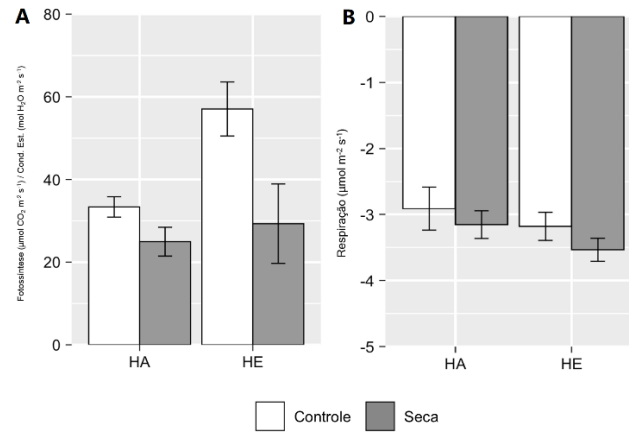 A
Fotossíntese (µmol CO₂ m⁻² s⁻¹) / Cond. Est. (mol H₂O m⁻² s⁻¹)
80
60
40
20
0
HA
HE
B
Respiração (µmol m⁻² s⁻¹)
0
-1
-2
-3
-4
-5
HA
HE
Controle
Seca